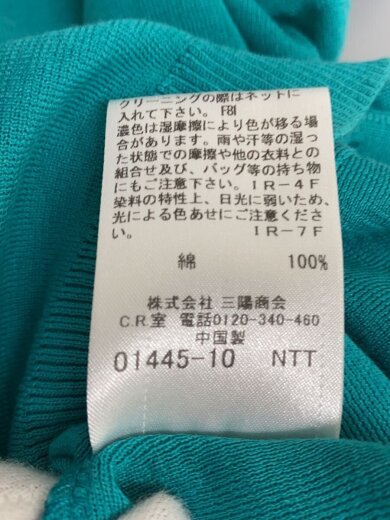 クリーニングの際はネットに
入れて下さい。 F8I
濃色は湿摩擦により色が移る場
合があります。雨や汗等の湿っ
た状態での摩擦や他の衣料との
組合せ及び、バッグ等の持ち物
にもご注意下さい。 IR-4F
染料の特性上、日光に弱いため、
光による色あせにご注意くださ
い。 IR-7F
綿 100%
株式会社 三陽商会
C.R室 電話0120-340-460
中国製
01445-10 NTT